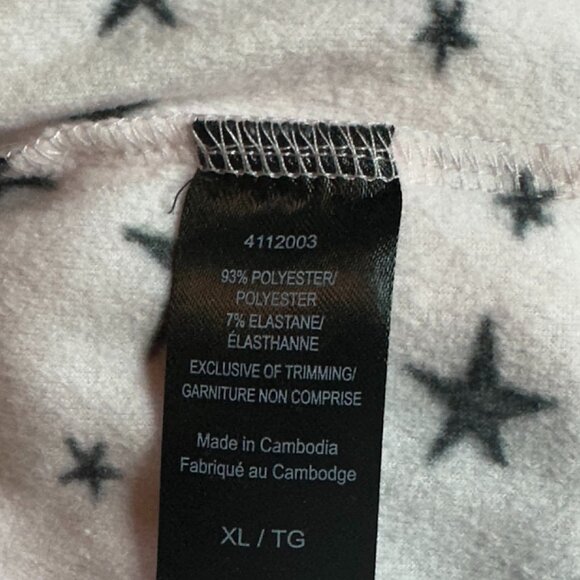 4112003
93% POLYESTER/
POLYESTER
7% ELASTANE/
ÉLASTHANNE
EXCLUSIVE OF TRIMMING/
GARNITURE NON COMPRISE
Made in Cambodia
Fabriqué au Cambodge
XL / TG